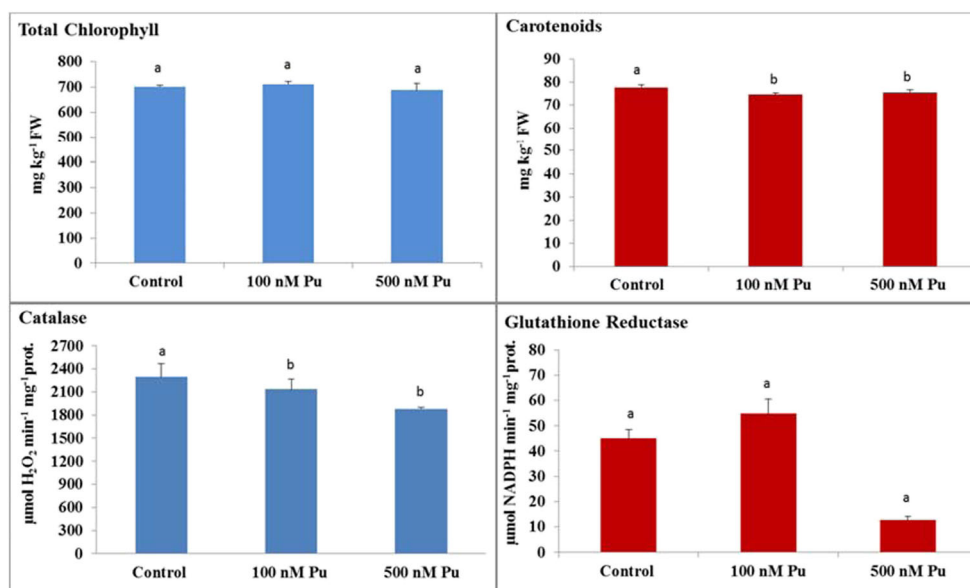 Total Chlorophyll
mg kg⁻¹ FW
800
700
600
500
400
300
200
100
0
a
a
a
Control
100 nM Pu
500 nM Pu
Carotenoids
mg kg⁻¹ FW
90
80
70
60
50
40
30
20
10
0
a
b
b
Control
100 nM Pu
500 nM Pu
Catalase
µmol H₂O₂ min⁻¹ mg⁻¹prot.
2700
2400
2100
1800
1500
1200
900
600
300
0
a
b
b
Control
100 nM Pu
500 nM Pu
Glutathione Reductase
µmol NADPH min⁻¹ mg⁻¹prot.
80
70
60
50
40
30
20
10
0
a
a
a
Control
100 nM Pu
500 nM Pu